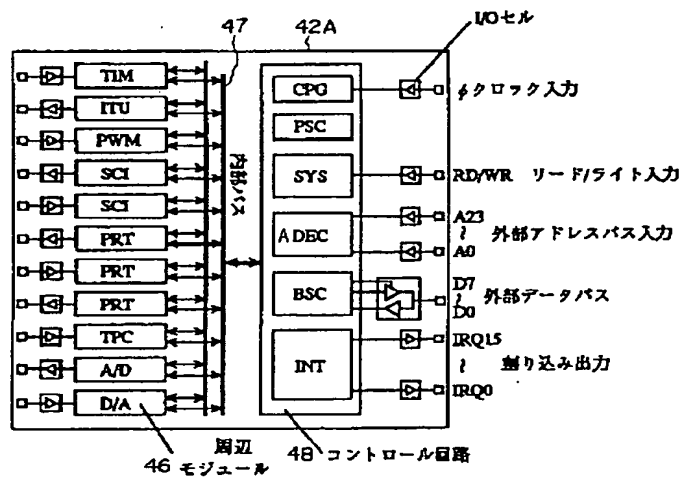 47
42A
I/Oセル
TIM
ITU
PWM
SCI
SCI
PRT
PRT
PRT
TPC
A/D
D/A
内部バス
CPG
PSC
SYS
ADEC
BSC
INT
φクロック入力
RD/WR リード/ライト入力
A23
~ 外部アドレスバス入力
A0
D7
~ 外部データバス
D0
IRQ15
~ 割り込み出力
IRQ0
46 周辺モジュール
48 コントロール回路